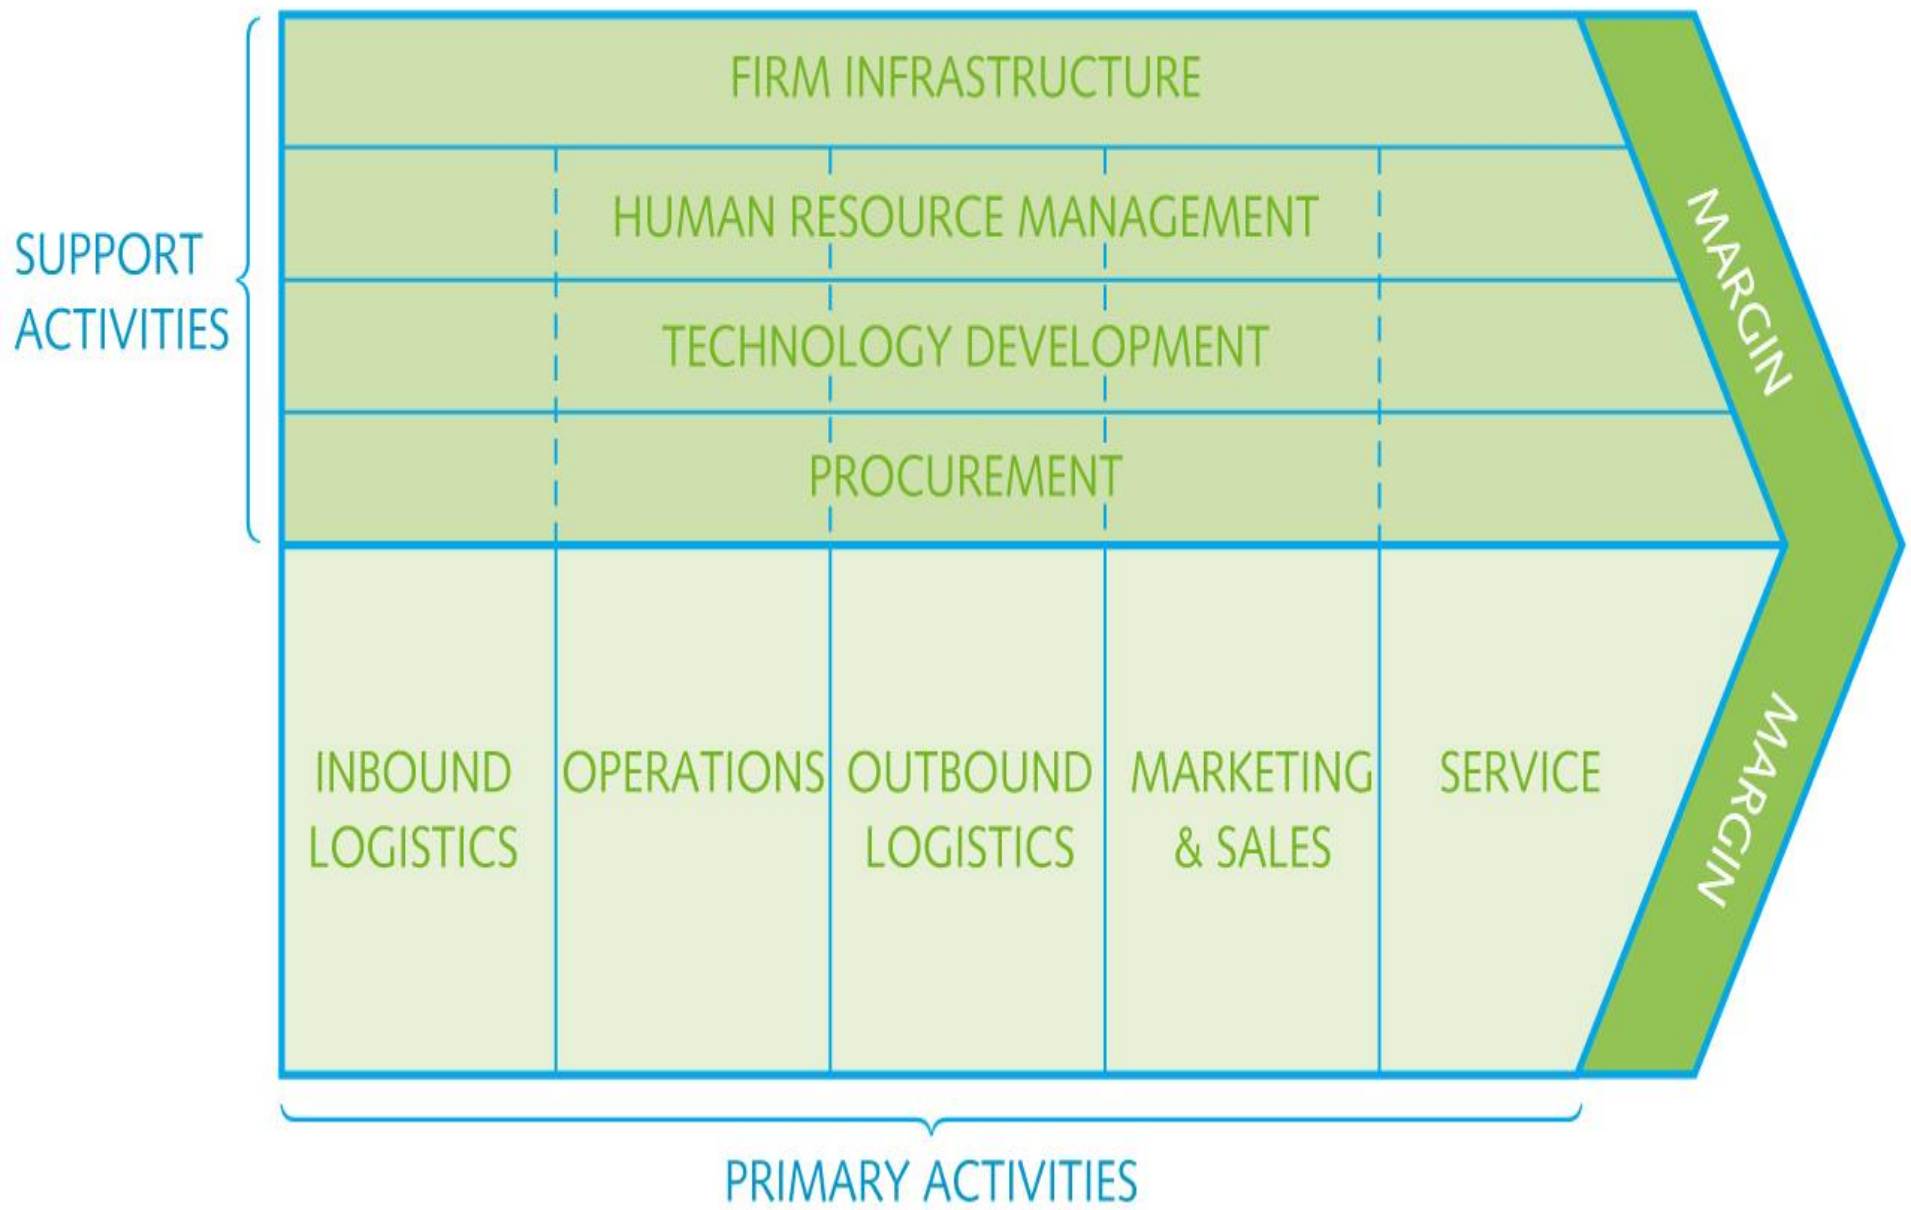 FIRM INFRASTRUCTURE
HUMAN RESOURCE MANAGEMENT
TECHNOLOGY DEVELOPMENT
PROCUREMENT
SUPPORT
ACTIVITIES
INBOUND
LOGISTICS
OPERATIONS
OUTBOUND
LOGISTICS
MARKETING
& SALES
SERVICE
MARGIN
MARGIN
PRIMARY ACTIVITIES